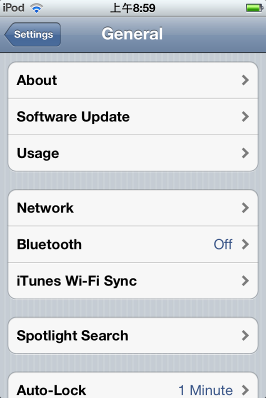 iPod 上午8:59
Settings General
About
Software Update
Usage
Network
Bluetooth Off
iTunes Wi-Fi Sync
Spotlight Search
Auto-Lock 1 Minute